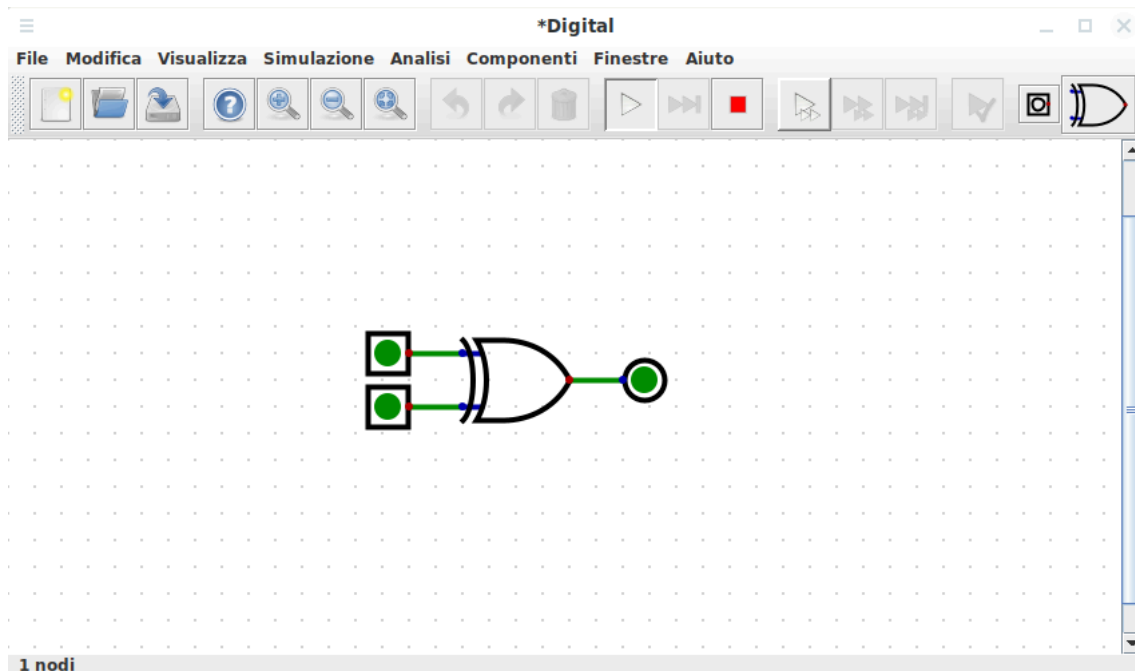 *Digital
File Modifica Visualizza Simulazione Analisi Componenti Finestre Aiuto
1 nodi